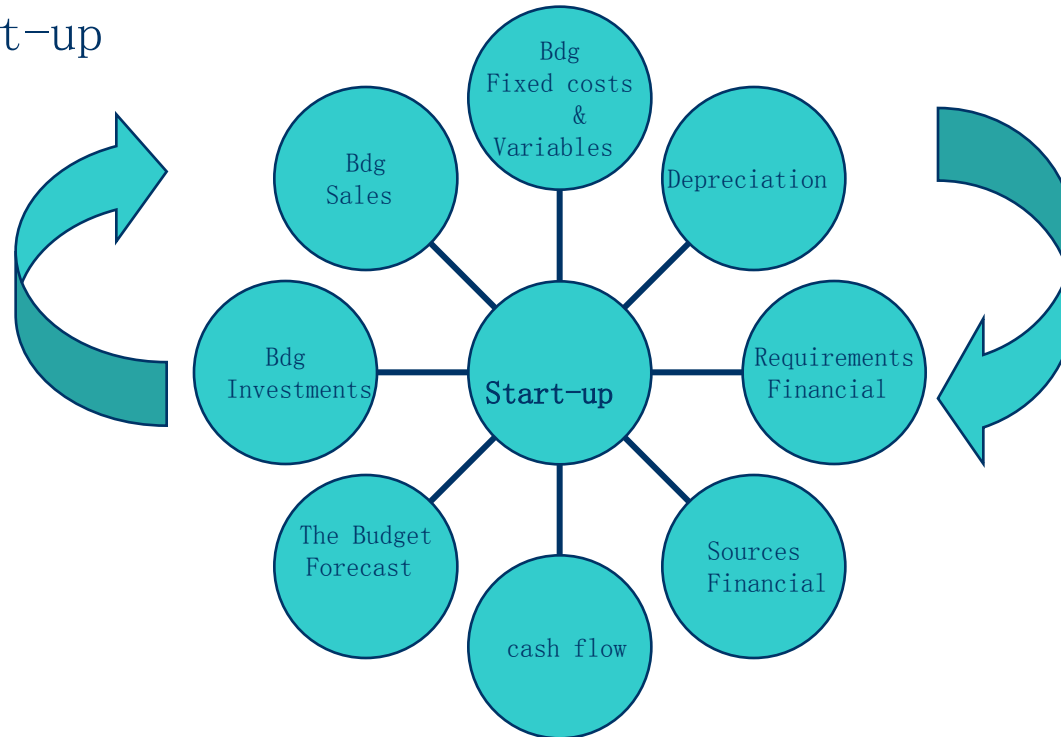 t-up
Bdg
Fixed costs
&
Variables
Bdg
Sales
Depreciation
Bdg
Investments
Start-up
Requirements
Financial
The Budget
Forecast
Sources
Financial
cash flow